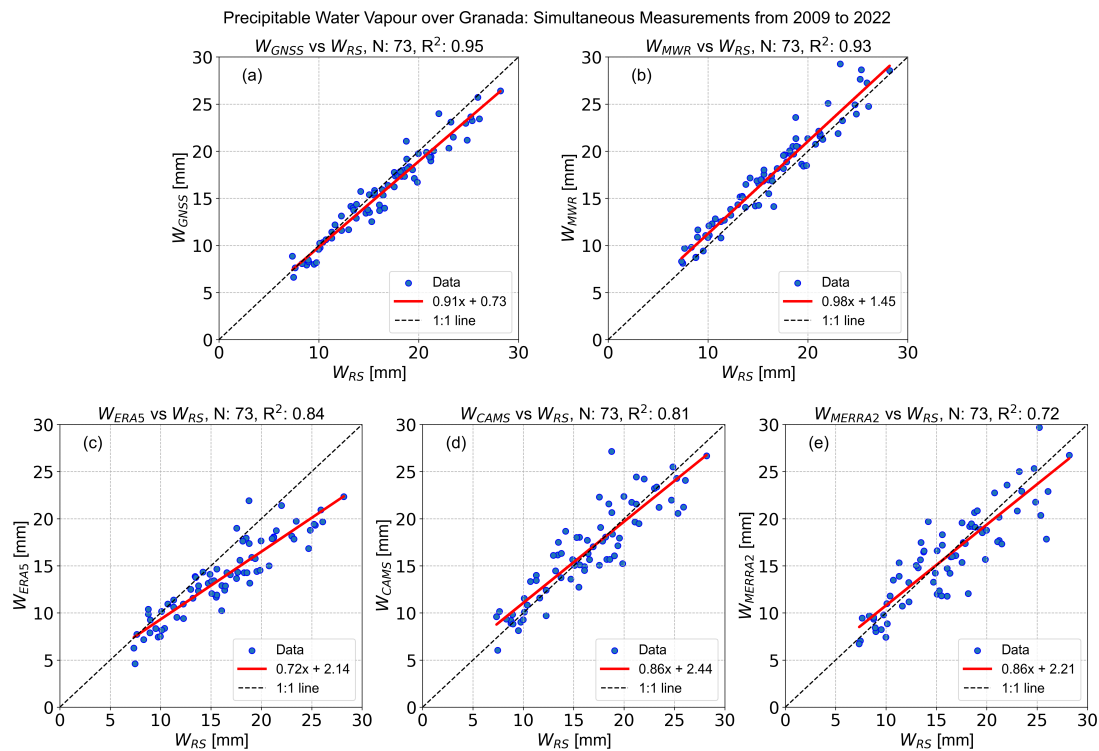 Precipitable Water Vapour over Granada: Simultaneous Measurements from 2009 to 2022
W_GNSS vs W_RS, N: 73, R²: 0.95
(a)
30
25
20
15
10
5
0
W_GNSS [mm]
Data
0.91x + 0.73
1:1 line
0 10 20 30
W_RS [mm]
W_MWR vs W_RS, N: 73, R²: 0.93
(b)
30
25
20
15
10
5
0
W_MWR [mm]
Data
0.98x + 1.45
1:1 line
0 10 20 30
W_RS [mm]
W_ERA5 vs W_RS, N: 73, R²: 0.84
(c)
30
25
20
15
10
5
0
W_ERA5 [mm]
Data
0.72x + 2.14
1:1 line
0 5 10 15 20 25 30
W_RS [mm]
W_CAMS vs W_RS, N: 73, R²: 0.81
(d)
30
25
20
15
10
5
0
W_CAMS [mm]
Data
0.86x + 2.44
1:1 line
0 5 10 15 20 25 30
W_RS [mm]
W_MERRA2 vs W_RS, N: 73, R²: 0.72
(e)
30
25
20
15
10
5
0
W_MERRA2 [mm]
Data
0.86x + 2.21
1:1 line
0 5 10 15 20 25 30
W_RS [mm]